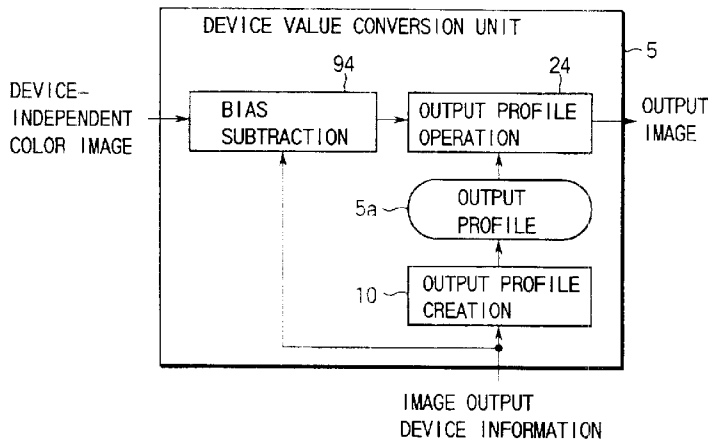 DEVICE VALUE CONVERSION UNIT
5
94
24
DEVICE-
INDEPENDENT
COLOR IMAGE
BIAS
SUBTRACTION
OUTPUT PROFILE
OPERATION
OUTPUT
IMAGE
5a
OUTPUT
PROFILE
10
OUTPUT PROFILE
CREATION
IMAGE OUTPUT
DEVICE INFORMATION